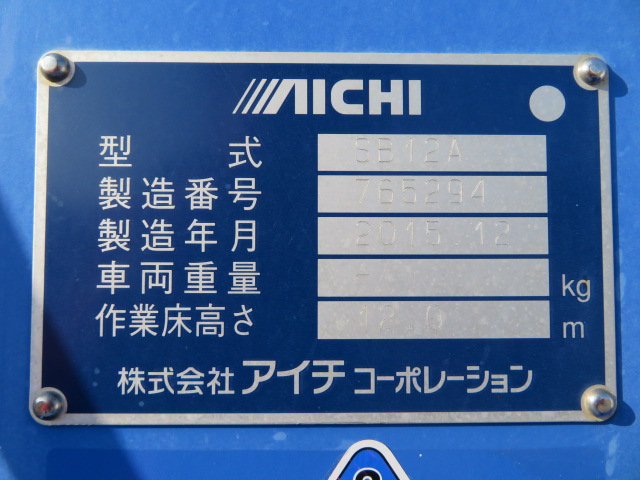 AICHI
型式 SB12A
製造番号 765294
製造年月 2015.12
車両重量 - kg
作業床高さ 12.0 m
株式会社 アイチ コーポレーション